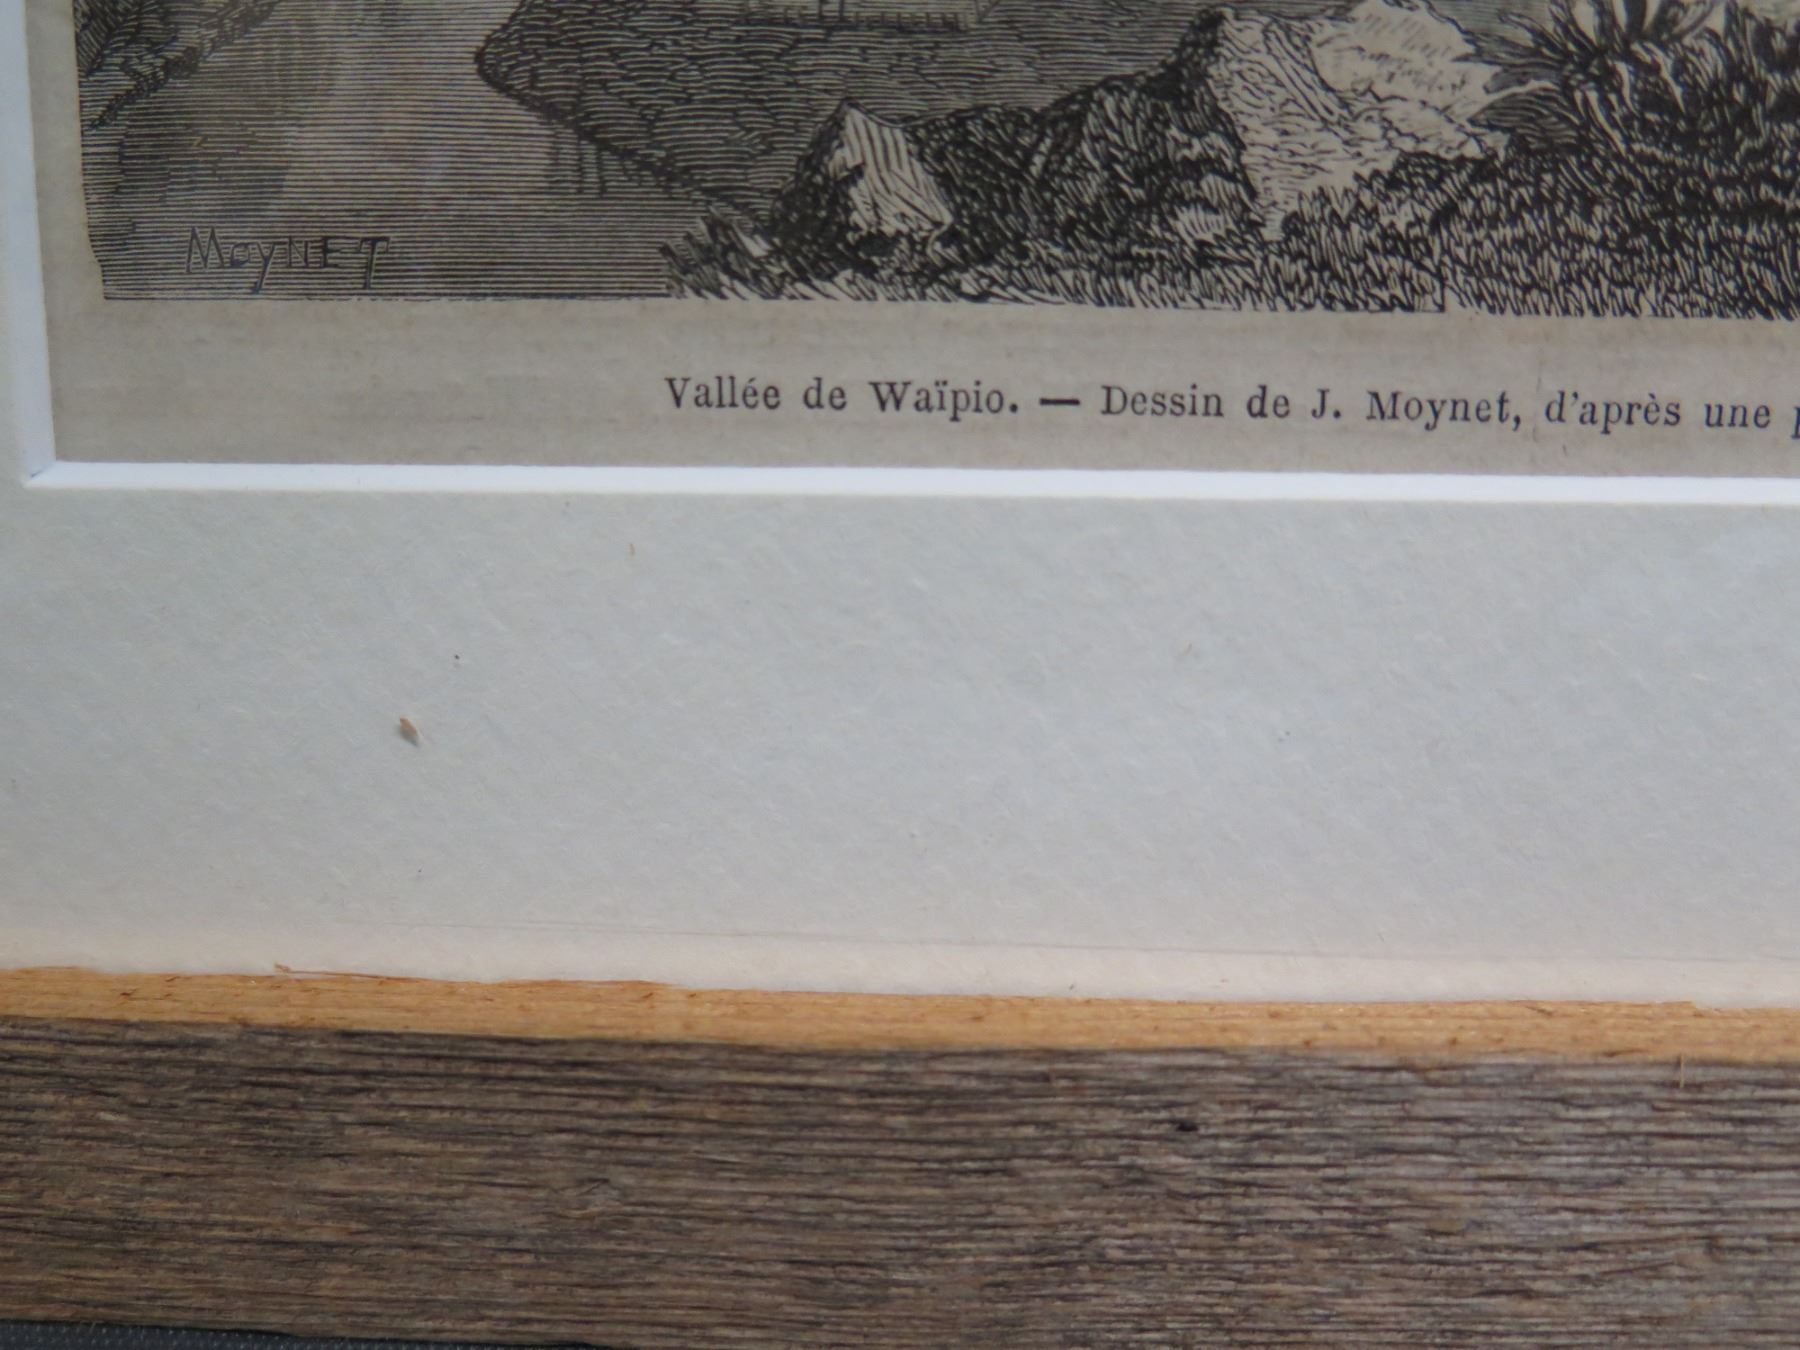 MOYNET
Vallée de Waïpio. — Dessin de J. Moynet, d'après une